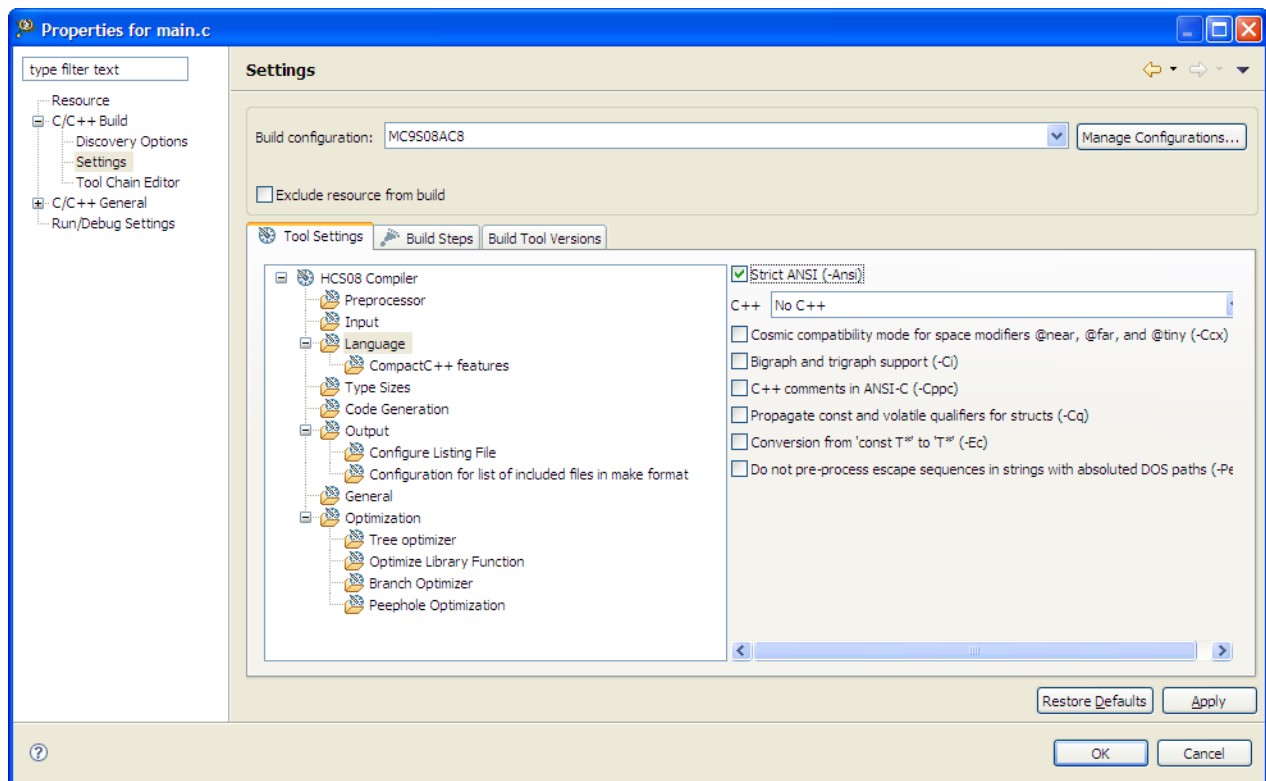 Properties for main.c
type filter text
Resource
C/C++ Build
Discovery Options
Settings
Tool Chain Editor
C/C++ General
Run/Debug Settings
Settings
Build configuration: MC9S08AC8 Manage Configurations...
Exclude resource from build
Tool Settings Build Steps Build Tool Versions
HCS08 Compiler
Preprocessor
Input
Language
CompactC++ features
Type Sizes
Code Generation
Output
Configure Listing File
Configuration for list of included files in make format
General
Optimization
Tree optimizer
Optimize Library Function
Branch Optimizer
Peephole Optimization
Strict ANSI (-Ansi)
C++ No C++
Cosmic compatibility mode for space modifiers @near, @far, and @tiny (-Ccx)
Bigraph and trigraph support (-Ci)
C++ comments in ANSI-C (-Cppc)
Propagate const and volatile qualifiers for structs (-Cq)
Conversion from 'const T*' to 'T*' (-Ec)
Do not pre-process escape sequences in strings with absoluted DOS paths (-Pe
Restore Defaults Apply
? OK Cancel